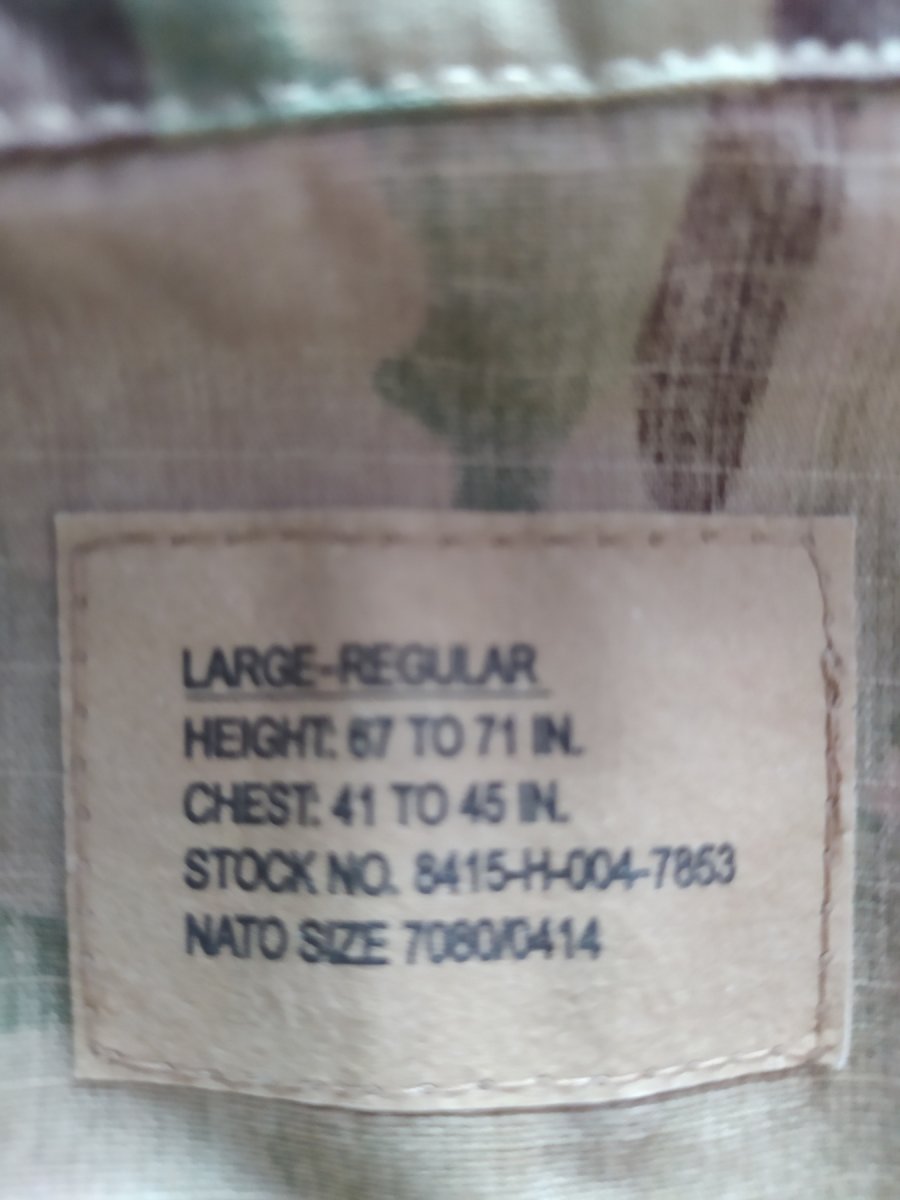 LARGE-REGULAR
HEIGHT: 67 TO 71 IN.
CHEST: 41 TO 45 IN.
STOCK NO. 8415-H-004-7853
NATO SIZE 7080/0414